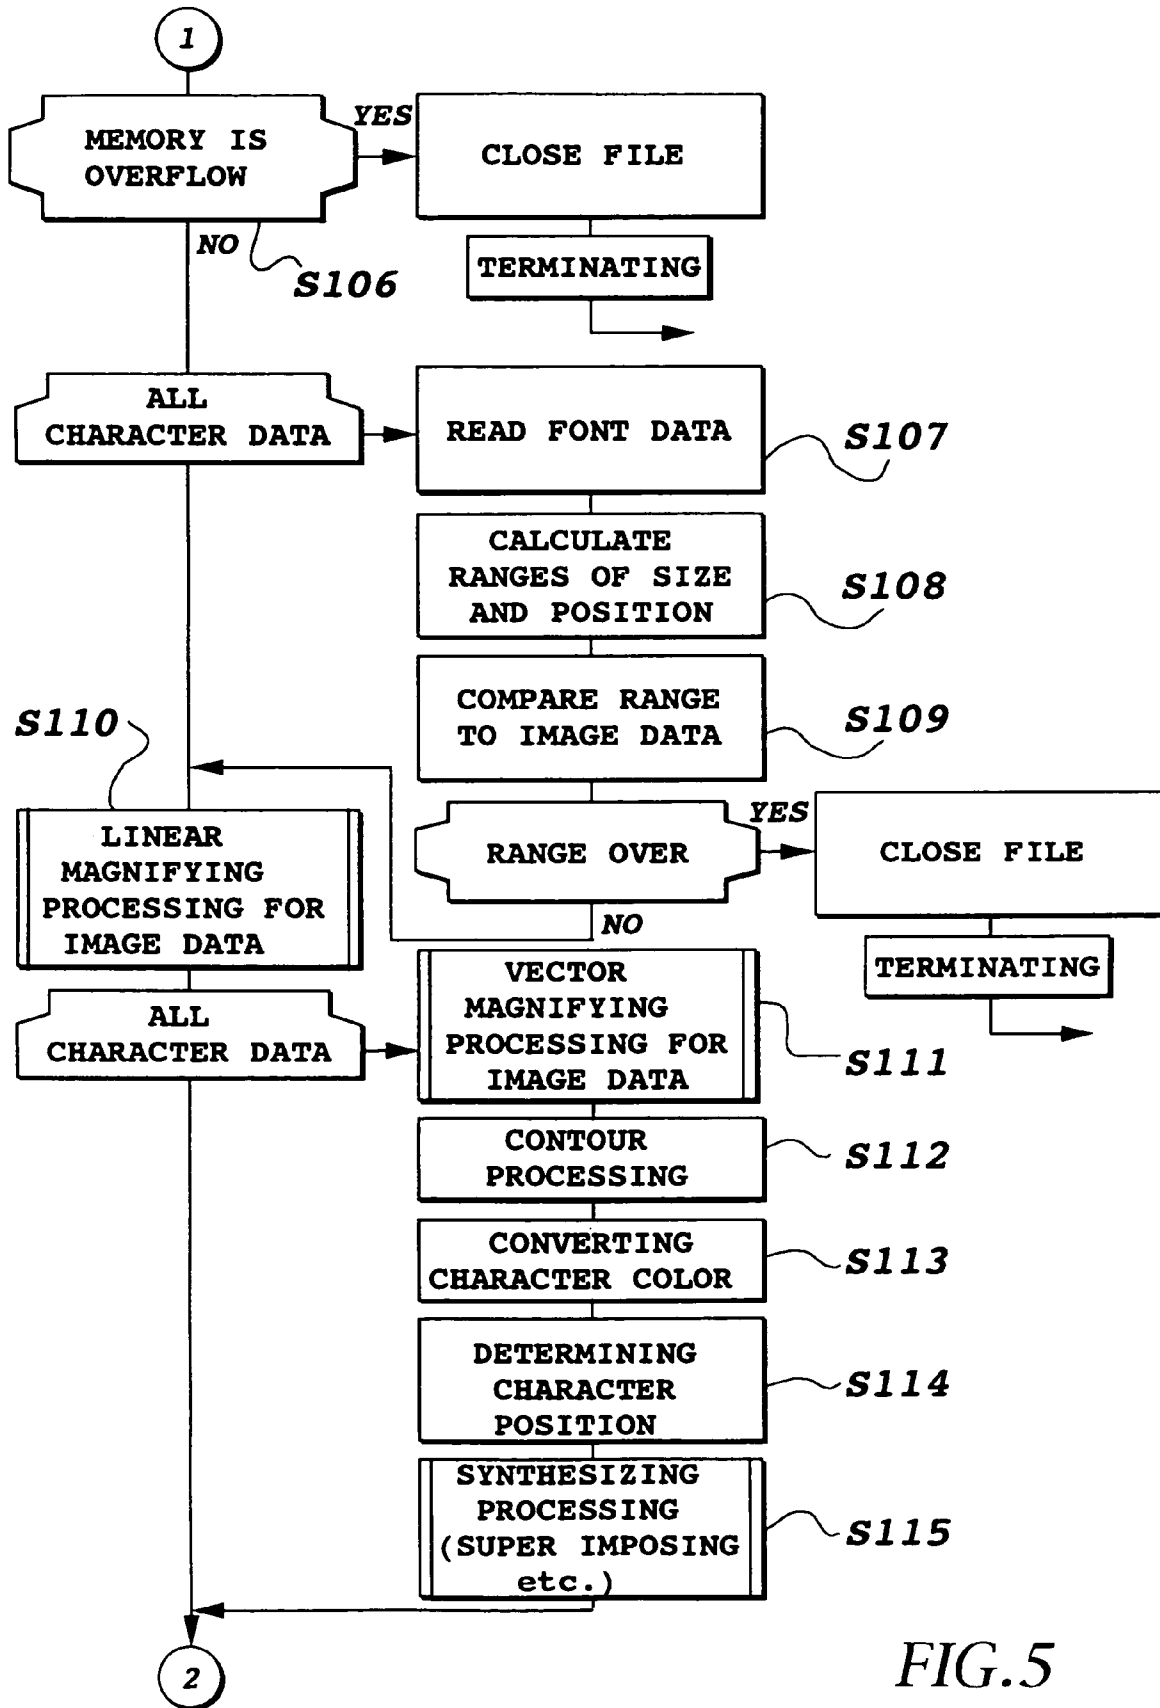 1
MEMORY IS
OVERFLOW
YES
CLOSE FILE
NO
S106
TERMINATING
ALL
CHARACTER DATA
READ FONT DATA
S107
CALCULATE
RANGES OF SIZE
AND POSITION
S108
COMPARE RANGE
TO IMAGE DATA
S109
S110
RANGE OVER
YES
CLOSE FILE
NO
TERMINATING
LINEAR
MAGNIFYING
PROCESSING FOR
IMAGE DATA
ALL
CHARACTER DATA
VECTOR
MAGNIFYING
PROCESSING FOR
IMAGE DATA
S111
CONTOUR
PROCESSING
S112
CONVERTING
CHARACTER COLOR
S113
DETERMINING
CHARACTER
POSITION
S114
SYNTHESIZING
PROCESSING
(SUPER IMPOSING
etc.)
S115
2
FIG.5